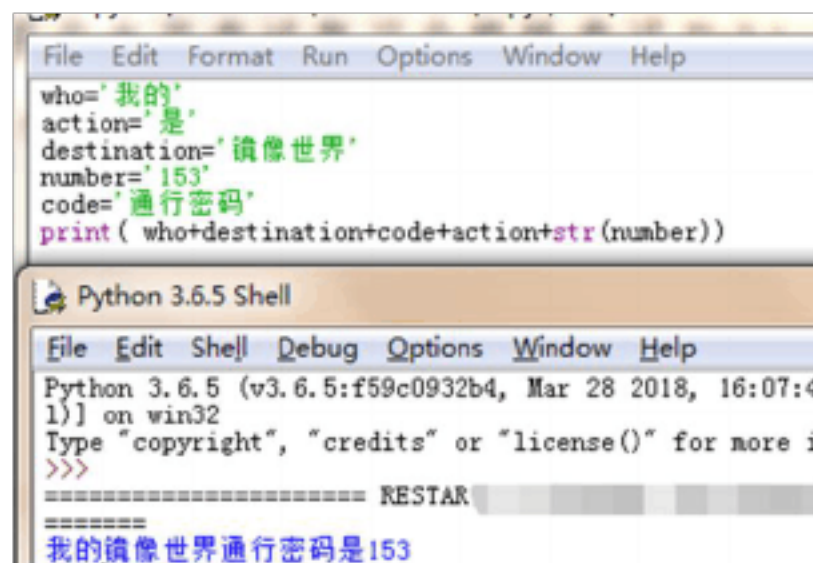 File Edit Format Run Options Window Help
who='我的'
action='是'
destination='镜像世界'
number='153'
code='通行密码'
print( who+destination+code+action+str(number))
Python 3.6.5 Shell
File Edit Shell Debug Options Window Help
Python 3.6.5 (v3.6.5:f59c0932b4, Mar 28 2018, 16:07:4
1)] on win32
Type "copyright", "credits" or "license()" for more i
>>>
====================== RESTAR
=======
我的镜像世界通行密码是153